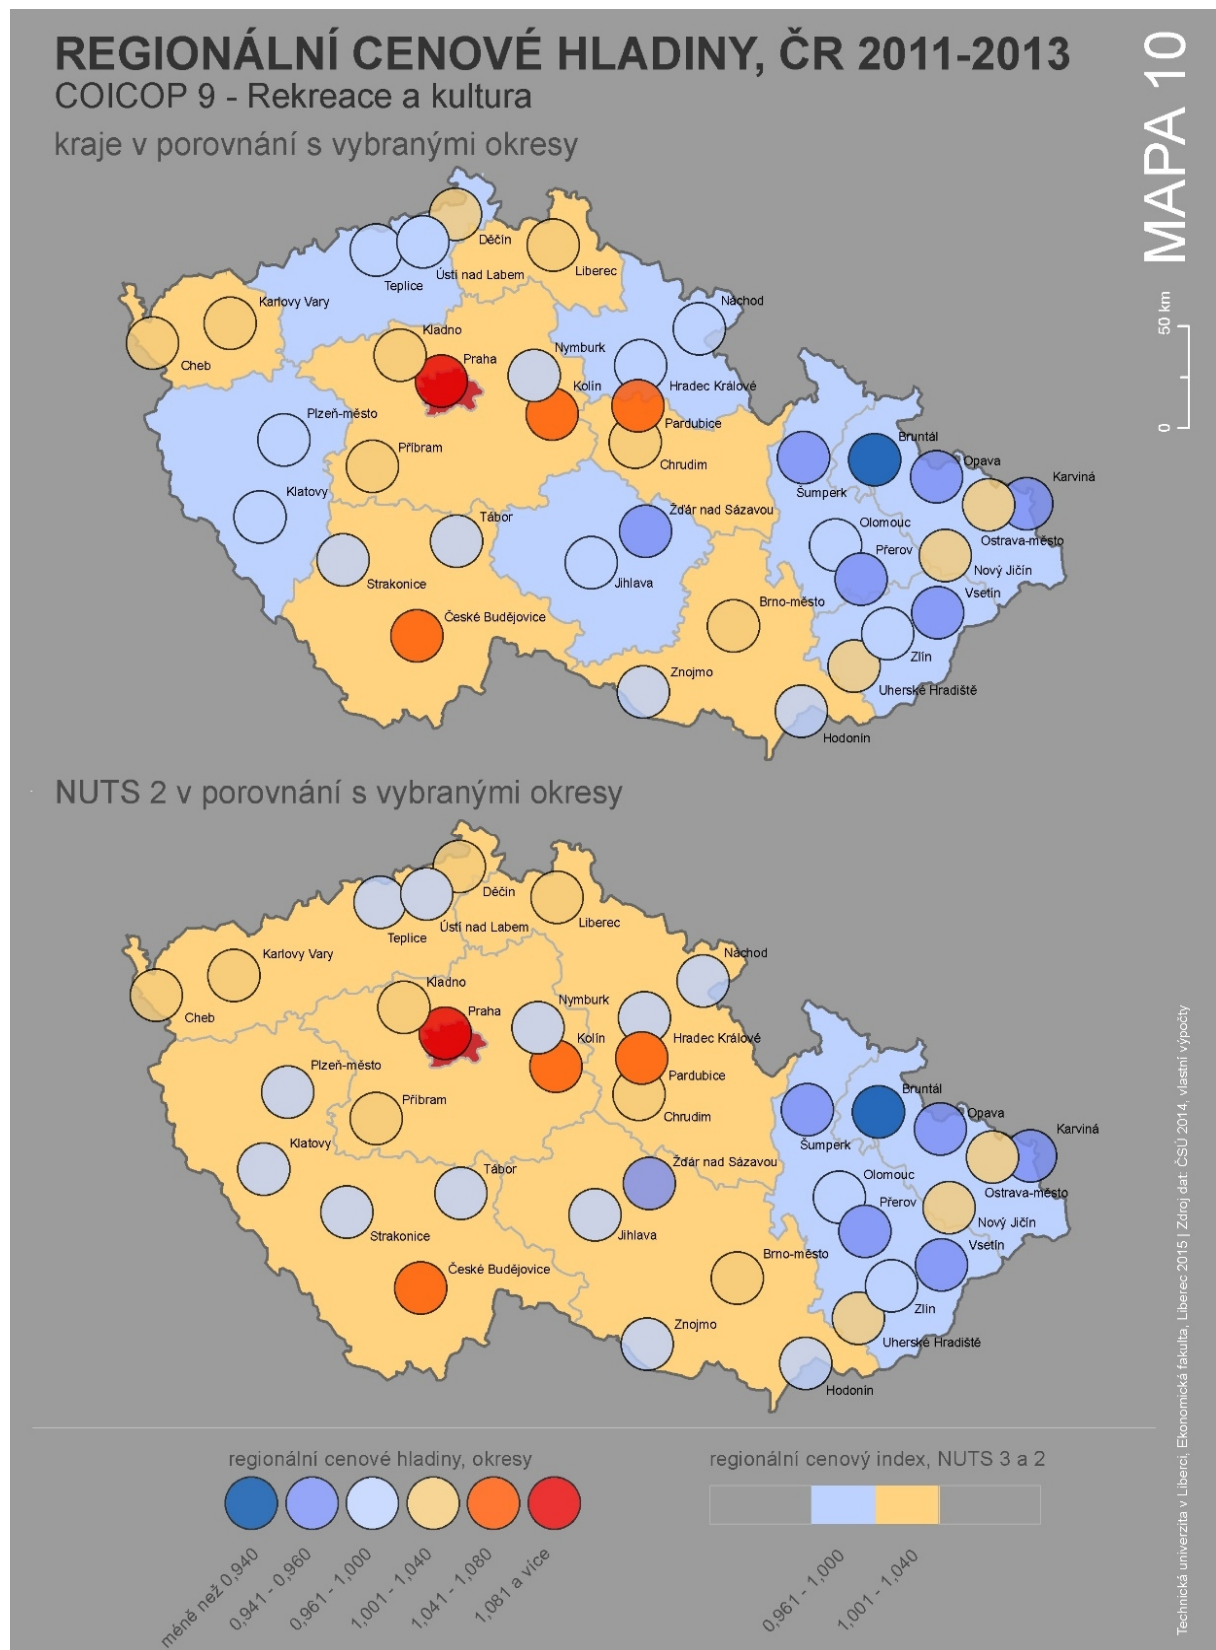 REGIONÁLNÍ CENOVÉ HLADINY, ČR 2011-2013
COICOP 9 - Rekreace a kultura
kraje v porovnání s vybranými okresy
MAPA 10
50 km
0
Děčín
Ústí nad Labem
Liberec
Teplice
Karlovy Vary
Náchod
Cheb
Kladno
Nymburk
Praha
Kolín
Hradec Králové
Plzeň-město
Pardubice
Příbram
Chrudim
Bruntál
Opava
Karviná
Klatovy
Šumperk
Tábor
Žďár nad Sázavou
Olomouc
Ostrava-město
Přerov
Nový Jičín
Strakonice
Jihlava
Vsetín
Brno-město
České Budějovice
Zlín
Znojmo
Uherské Hradiště
Hodonín
NUTS 2 v porovnání s vybranými okresy
Děčín
Ústí nad Labem
Liberec
Teplice
Karlovy Vary
Náchod
Cheb
Kladno
Nymburk
Praha
Kolín
Hradec Králové
Plzeň-město
Pardubice
Příbram
Chrudim
Bruntál
Opava
Karviná
Klatovy
Šumperk
Tábor
Žďár nad Sázavou
Olomouc
Ostrava-město
Přerov
Nový Jičín
Strakonice
Jihlava
Vsetín
Brno-město
České Budějovice
Zlín
Znojmo
Uherské Hradiště
Hodonín
regionální cenové hladiny, okresy
méně než 0,940
0,941 - 0,960
0,961 - 1,000
1,001 - 1,040
1,041 - 1,080
1,081 a více
regionální cenový index, NUTS 3 a 2
0,961 - 1,000
1,001 - 1,040
Technická univerzita v Liberci, Ekonomická fakulta, Liberec 2015 | Zdroj dat: ČSÚ 2014, vlastní výpočty